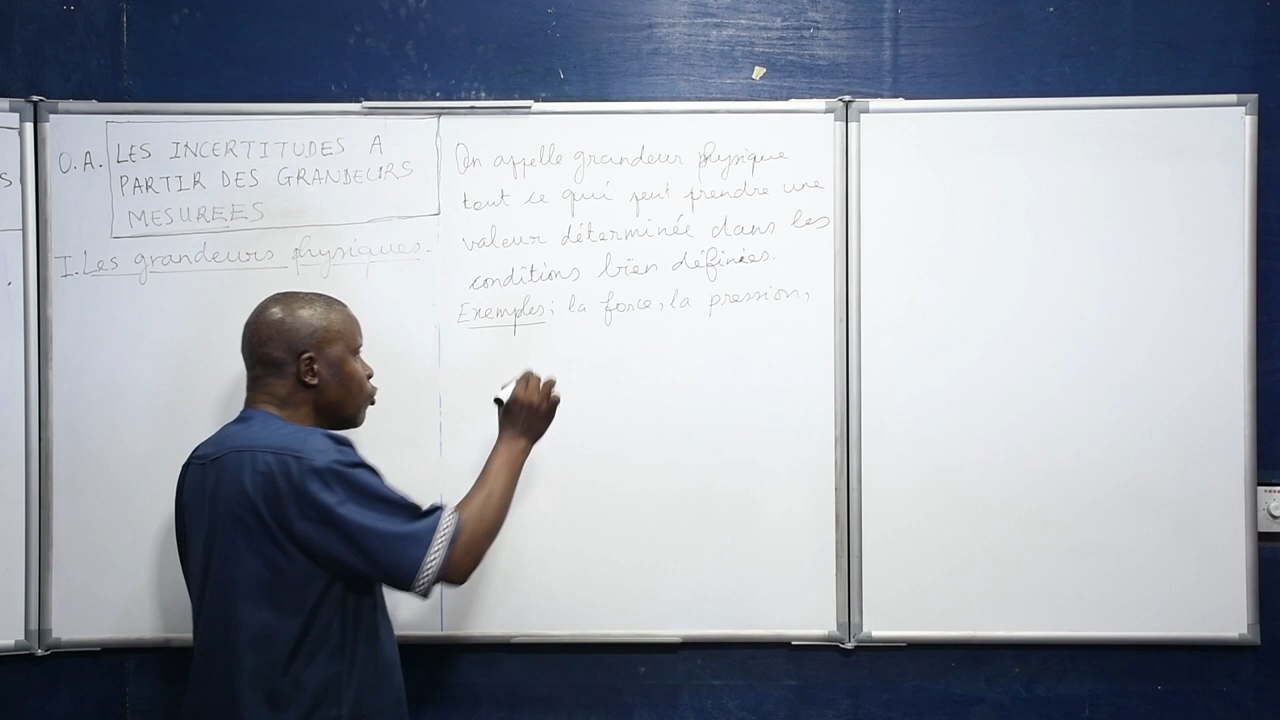 S
O.A. LES INCERTITUDES A
PARTIR DES GRANDEURS
MESUREES
I. Les grandeurs physiques.
On appelle grandeur physique
tout ce qui peut prendre une
valeur déterminée dans les
conditions bien définies.
Exemples : la force, la pression,